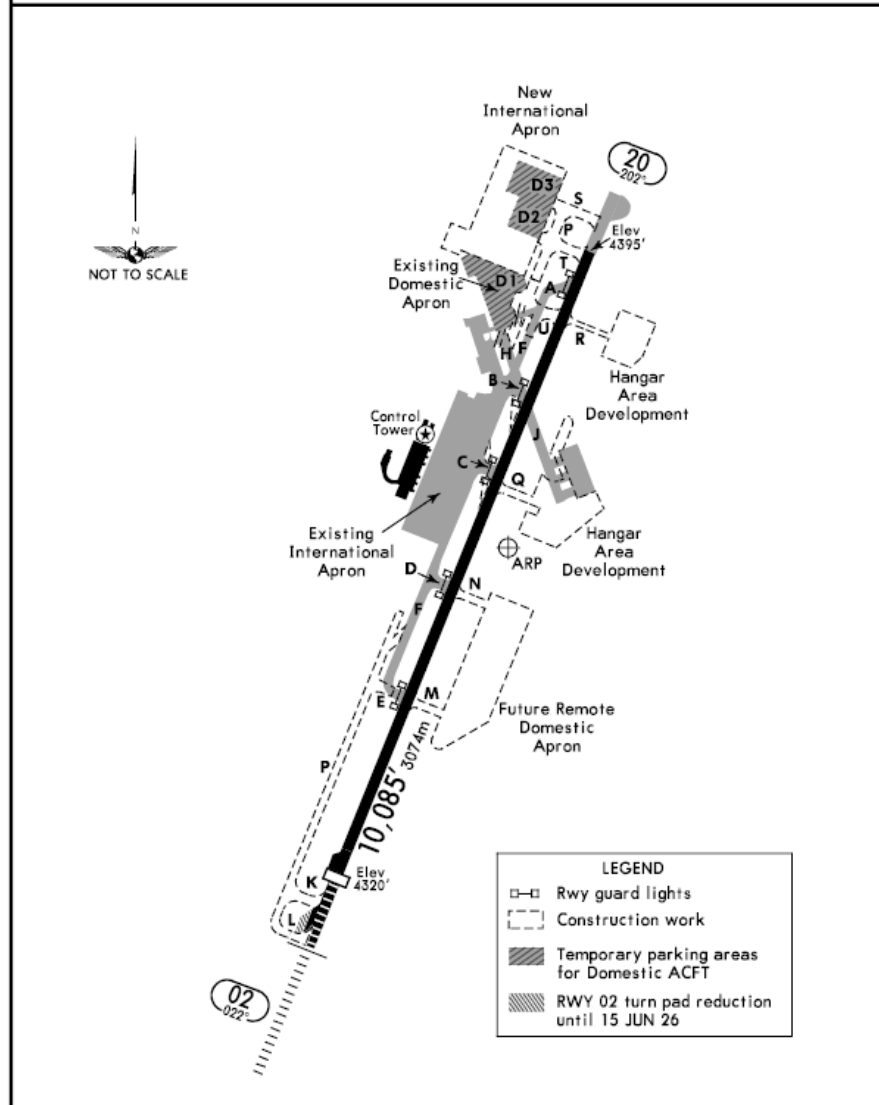 New
International
Apron
20
202°
D3
S
D2
P
Elev
4395'
N
NOT TO SCALE
Existing
Domestic
Apron
D1
T
A
U
R
H
F
Hangar
Area
Development
B
Control
Tower
J
C
Q
Existing
International
Apron
ARP
Hangar
Area
Development
D
N
F
E
M
Future Remote
Domestic
Apron
P
10,085' 3074m
K
Elev
4320'
L
02
022°
LEGEND
Rwy guard lights
Construction work
Temporary parking areas
for Domestic ACFT
RWY 02 turn pad reduction
until 15 JUN 26